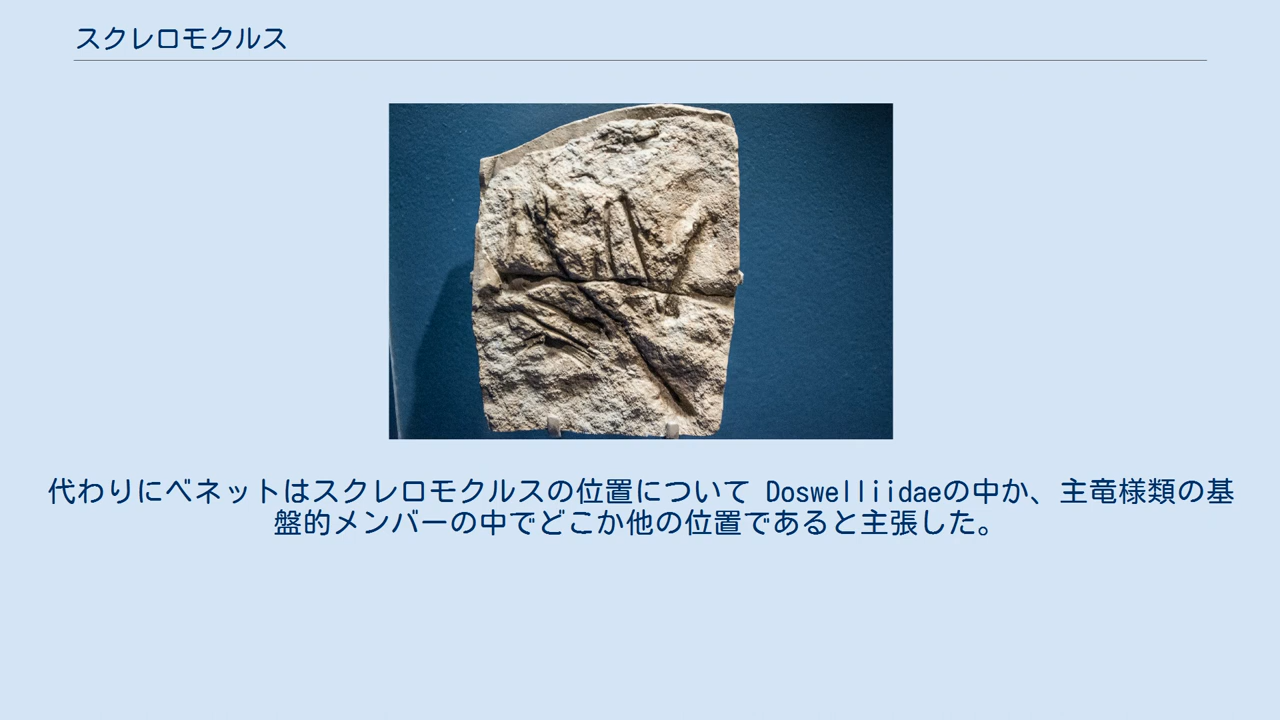 スクレロモクルス
代わりにベネットはスクレロモクルスの位置について Doswelliidaeの中か、主竜様類の基
盤的メンバーの中でどこか他の位置であると主張した。